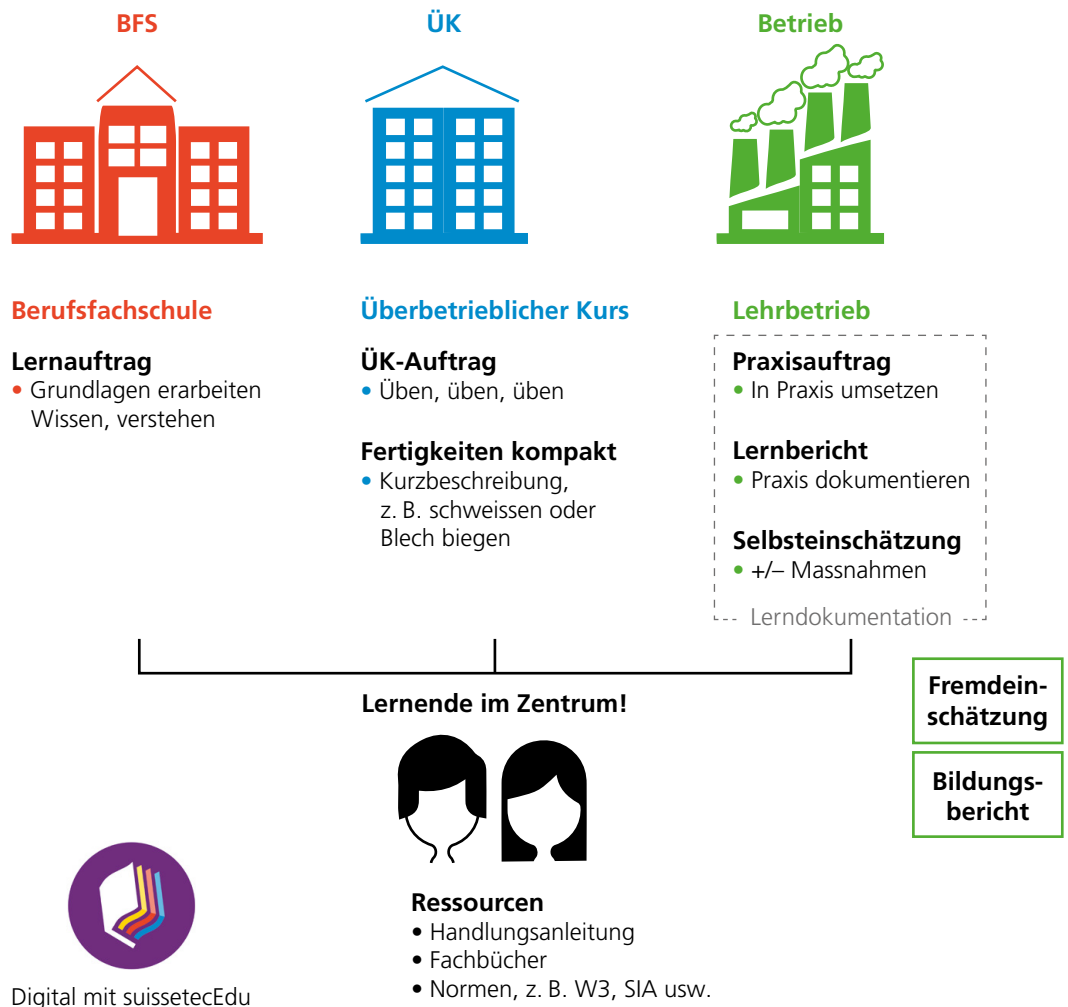 BFS
ÜK
Betrieb
Berufsfachschule
Lernauftrag
• Grundlagen erarbeiten
Wissen, verstehen
Überbetrieblicher Kurs
ÜK-Auftrag
• Üben, üben, üben
Fertigkeiten kompakt
• Kurzbeschreibung,
z. B. schweissen oder
Blech biegen
Lehrbetrieb
Praxisauftrag
• In Praxis umsetzen
Lernbericht
• Praxis dokumentieren
Selbsteinschätzung
• +/– Massnahmen
Lerndokumentation
Lernende im Zentrum!
Fremdein-
schätzung
Bildungs-
bericht
Ressourcen
• Handlungsanleitung
• Fachbücher
• Normen, z. B. W3, SIA usw.
Digital mit suissetecEdu